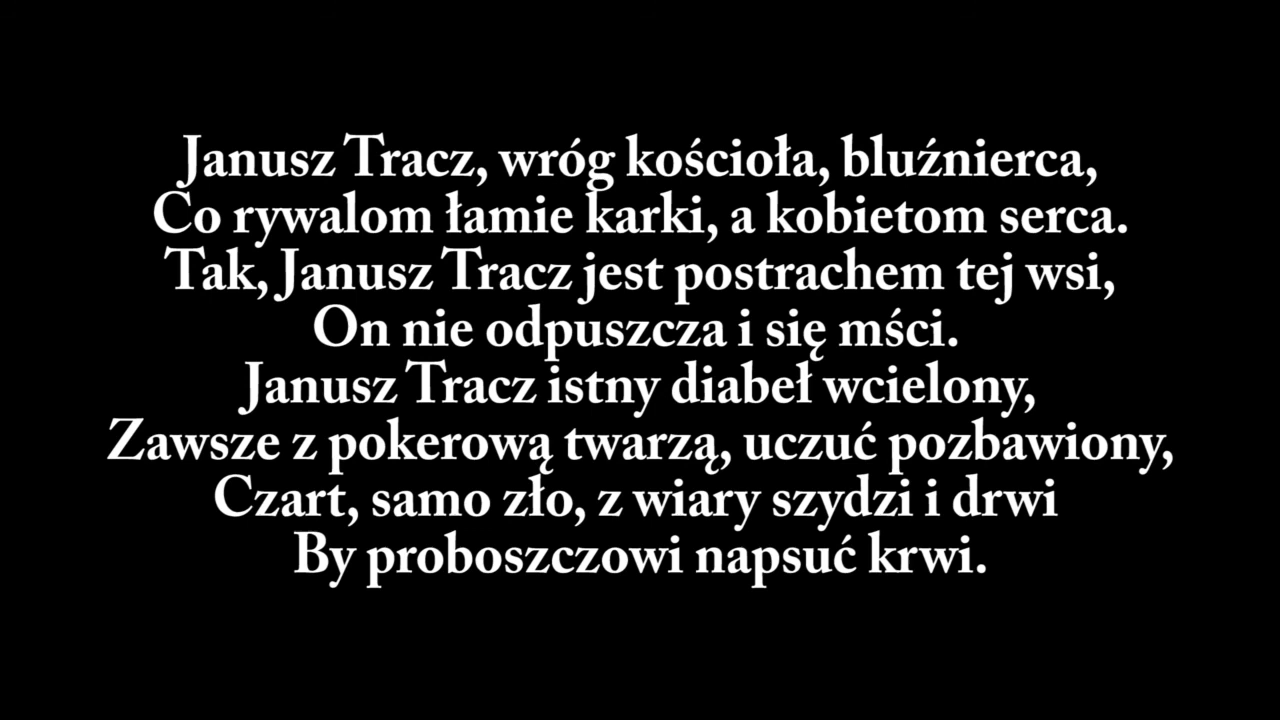 Janusz Tracz, wróg kościoła, bluźnierca,
Co rywalom łamie karki, a kobietom serca.
Tak, Janusz Tracz jest postrachem tej wsi,
On nie odpuszcza i się mści.
Janusz Tracz istny diabeł wcielony,
Zawsze z pokerową twarzą, uczuć pozbawiony,
Czart, samo zło, z wiary szydzi i drwi
By proboszczowi napsuć krwi.